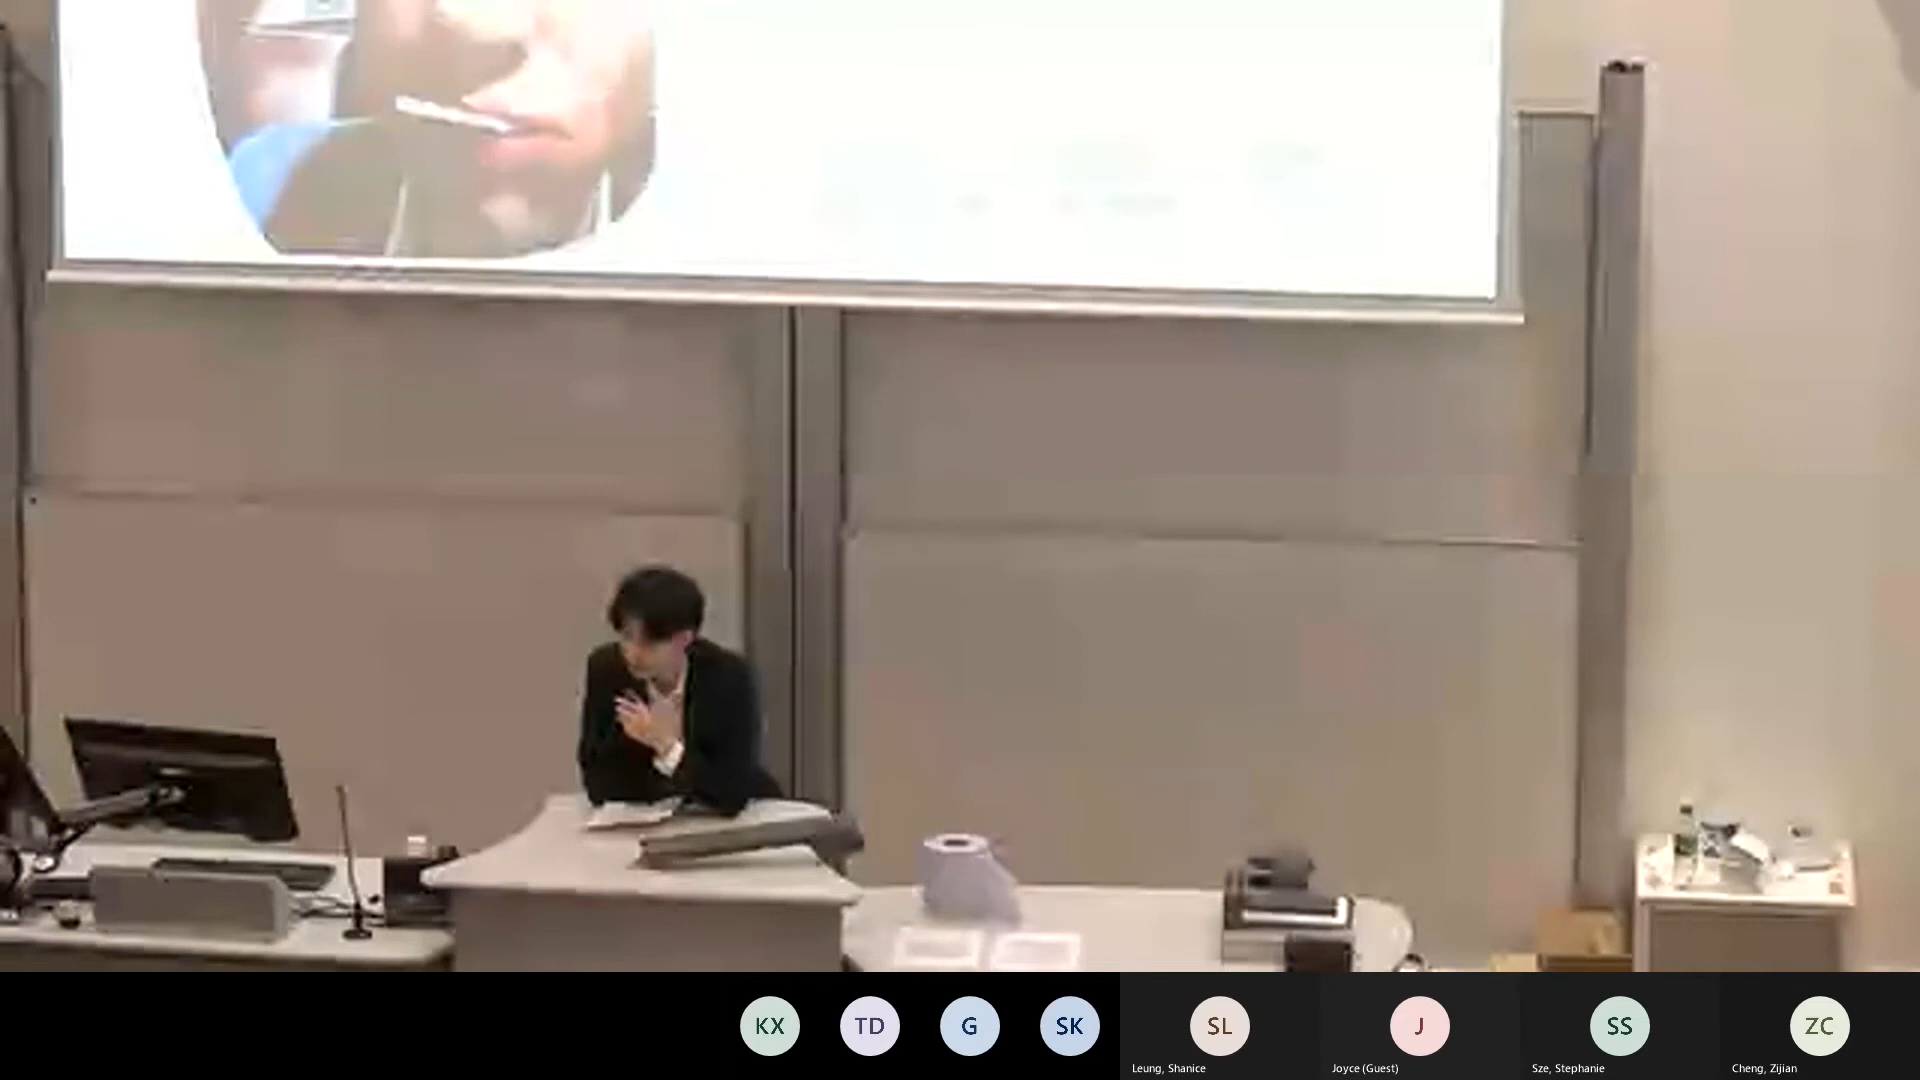 KX
TD
G
SK
SL
J
SS
ZC
Leung, Shanice
Joyce (Guest)
Sze, Stephanie
Cheng, Zijian